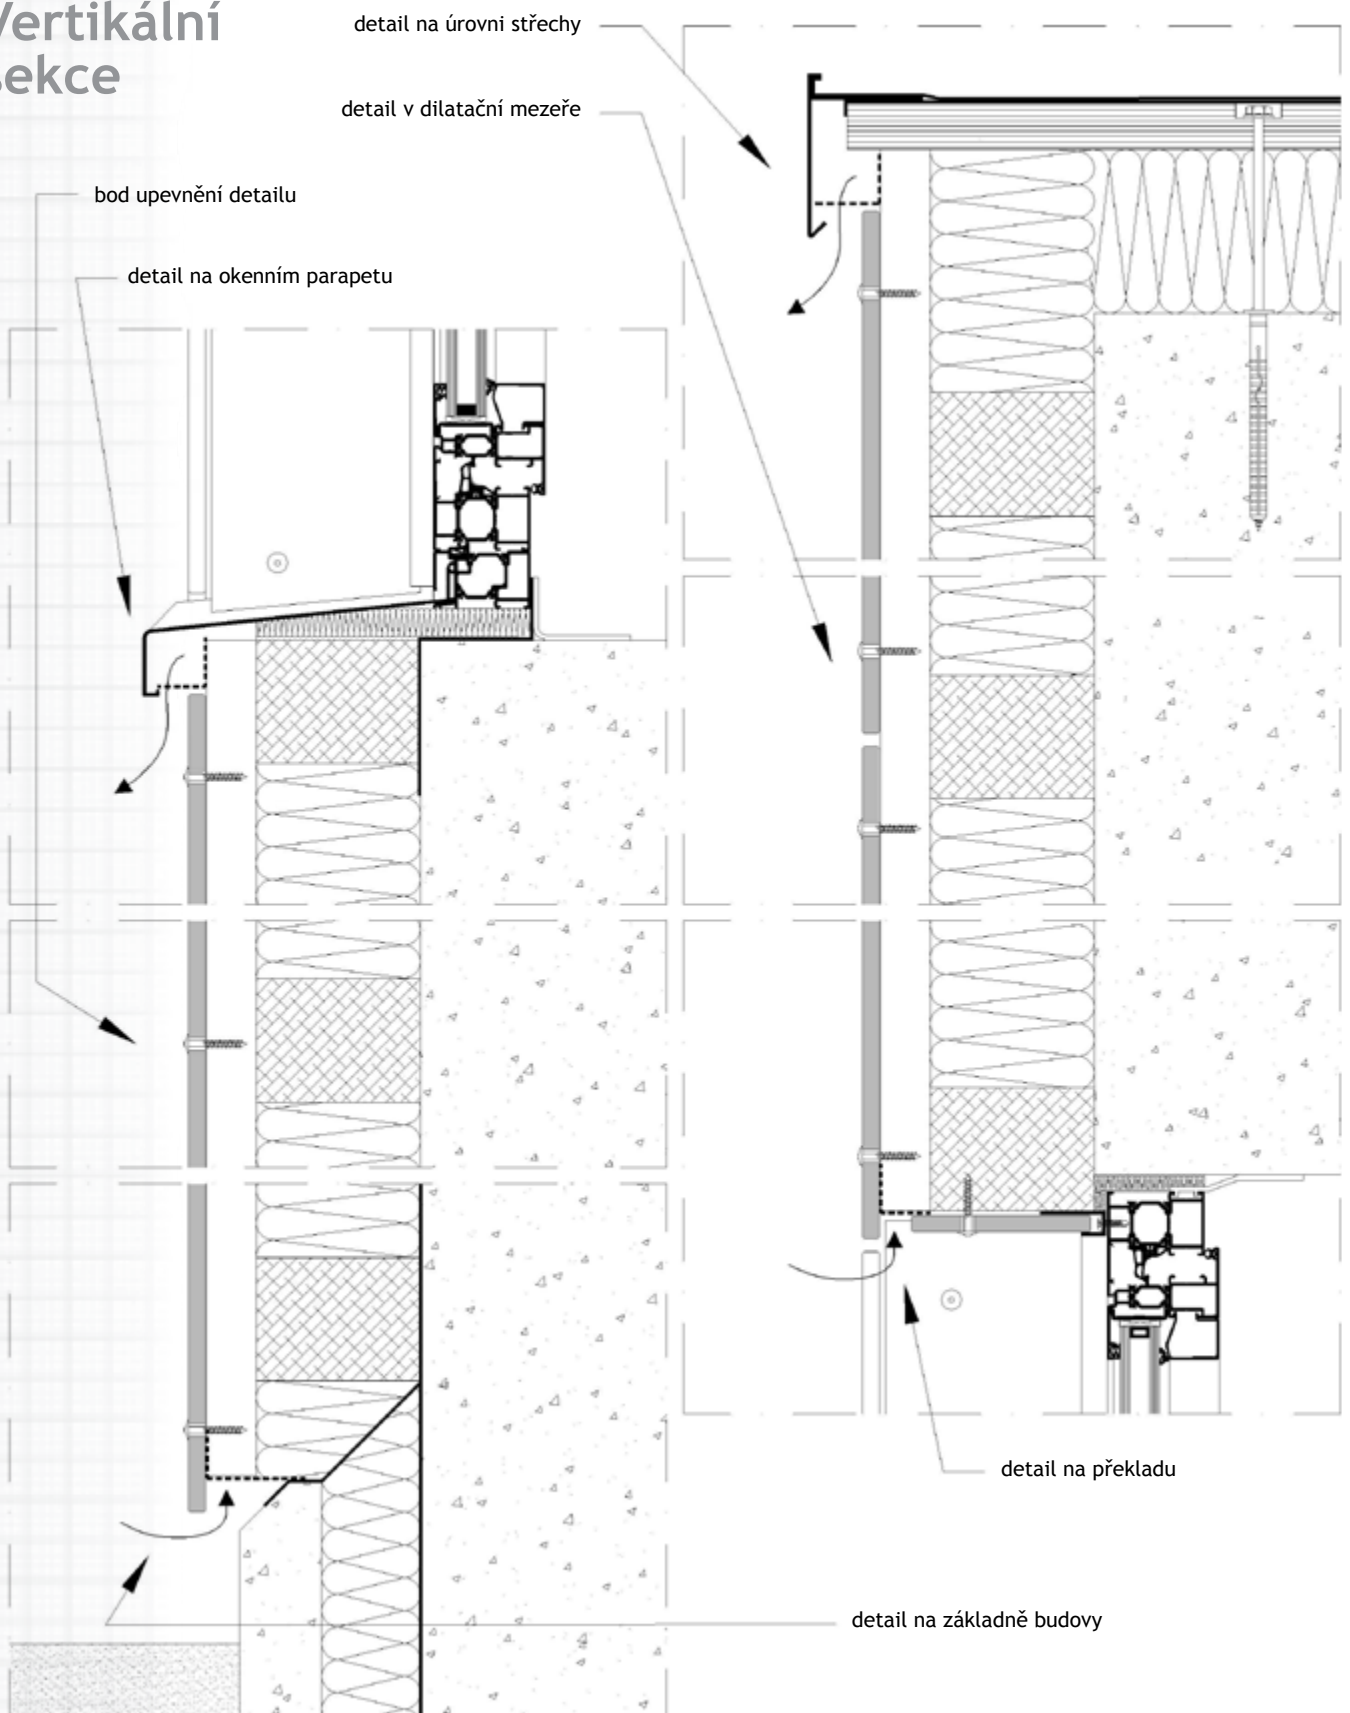 Vertikální
sekce
detail na úrovni střechy
detail v dilatační mezeře
bod upevnění detailu
detail na okenním parapetu
detail na překladu
detail na základně budovy